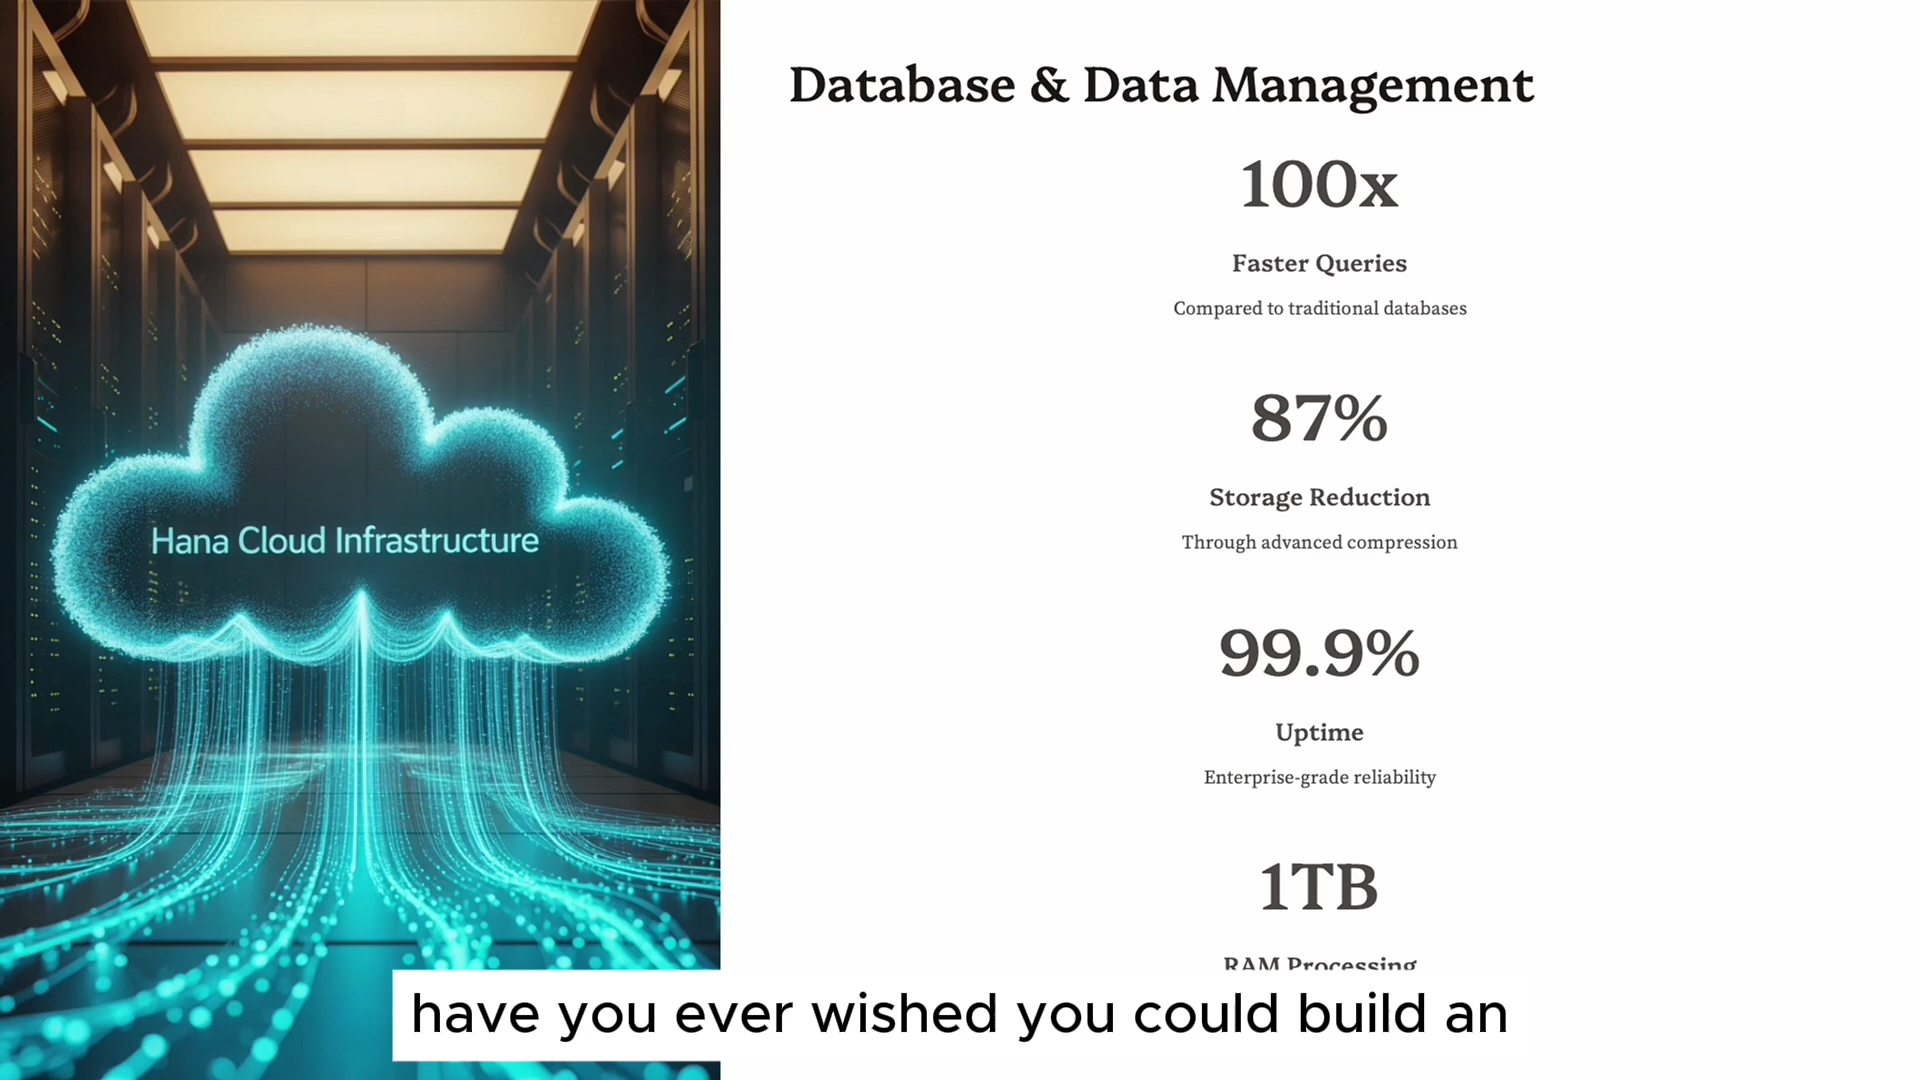 Database & Data Management
100x
Faster Queries
Compared to traditional databases
87%
Storage Reduction
Through advanced compression
Hana Cloud Infrastructure
99.9%
Uptime
Enterprise-grade reliability
1TB
RAM Processing
have you ever wished you could build an